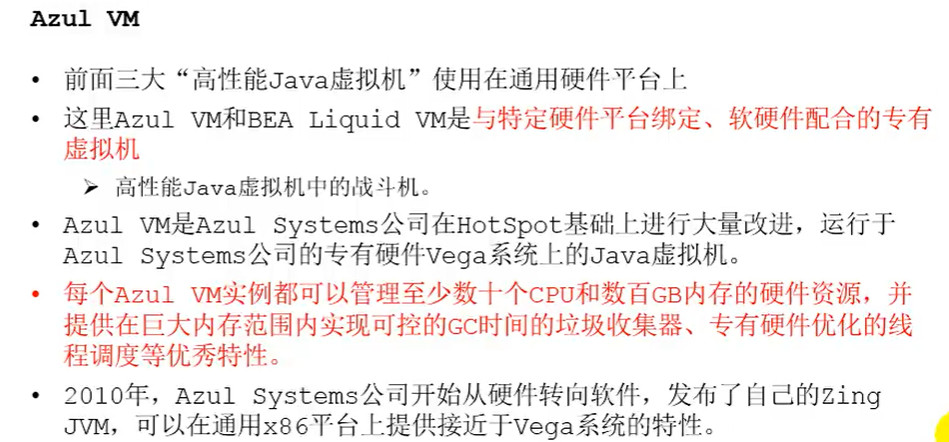 Azul VM
• 前面三大“高性能Java虚拟机”使用在通用硬件平台上
• 这里Azul VM和BEA Liquid VM是与特定硬件平台绑定、软硬件配合的专有
虚拟机
➢ 高性能Java虚拟机中的战斗机。
• Azul VM是Azul Systems公司在HotSpot基础上进行大量改进，运行于
Azul Systems公司的专有硬件Vega系统上的Java虚拟机。
• 每个Azul VM实例都可以管理至少数十个CPU和数百GB内存的硬件资源，并
提供在巨大内存范围内实现可控的GC时间的垃圾收集器、专有硬件优化的线
程调度等优秀特性。
• 2010年，Azul Systems公司开始从硬件转向软件，发布了自己的Zing
JVM，可以在通用x86平台上提供接近于Vega系统的特性。